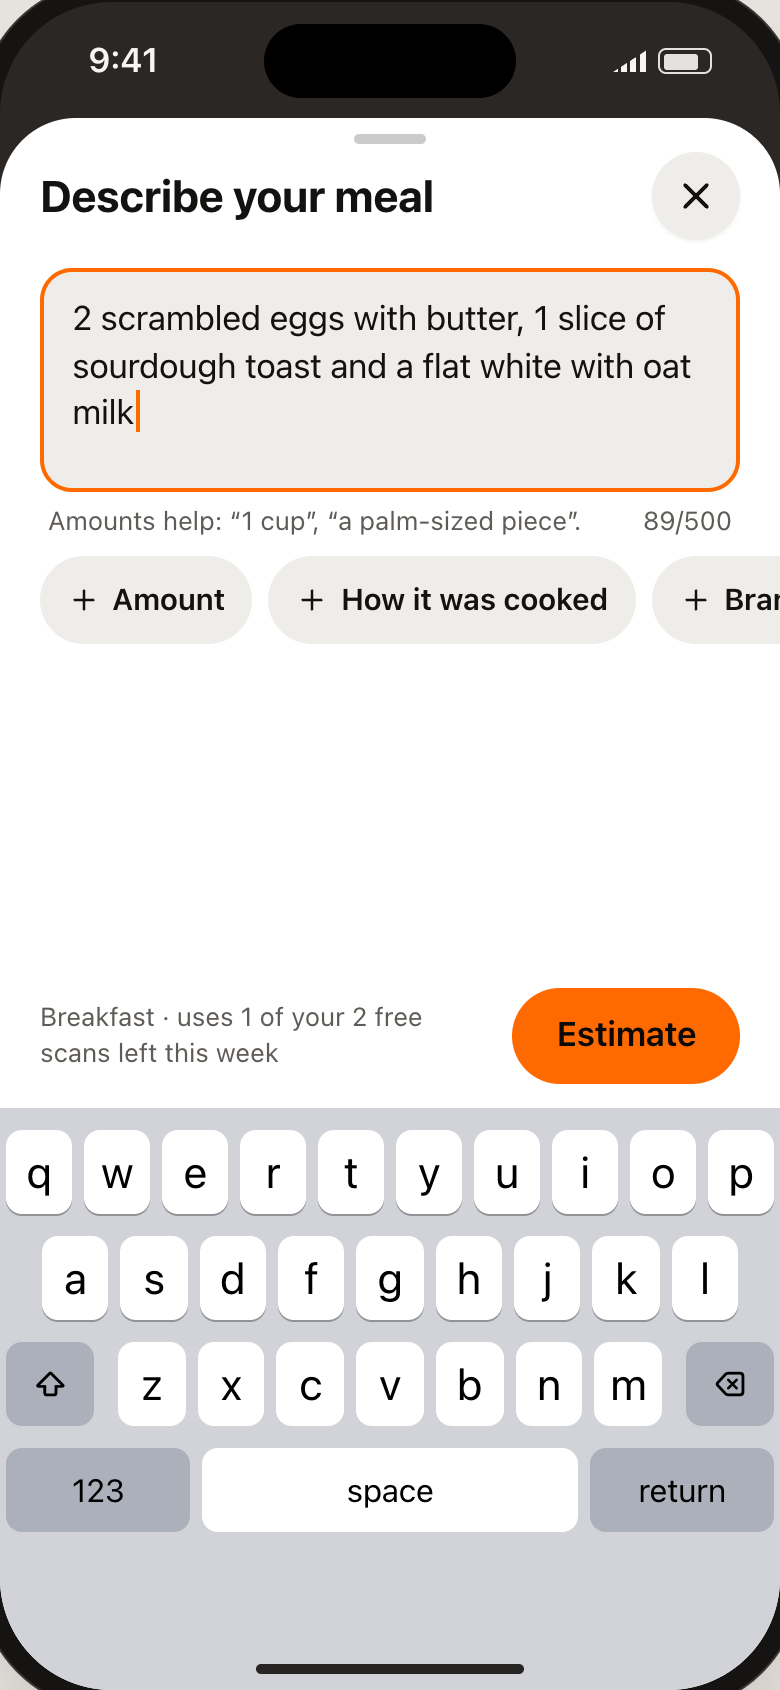 9:41
Describe your meal
2 scrambled eggs with butter, 1 slice of
sourdough toast and a flat white with oat
milk
Amounts help: “1 cup”, “a palm-sized piece”. 89/500
+ Amount + How it was cooked +
Breakfast · uses 1 of your 2 free
scans left this week
Estimate
q w e r t y u i o p
a s d f g h j k l
z x c v b n m
123 space return